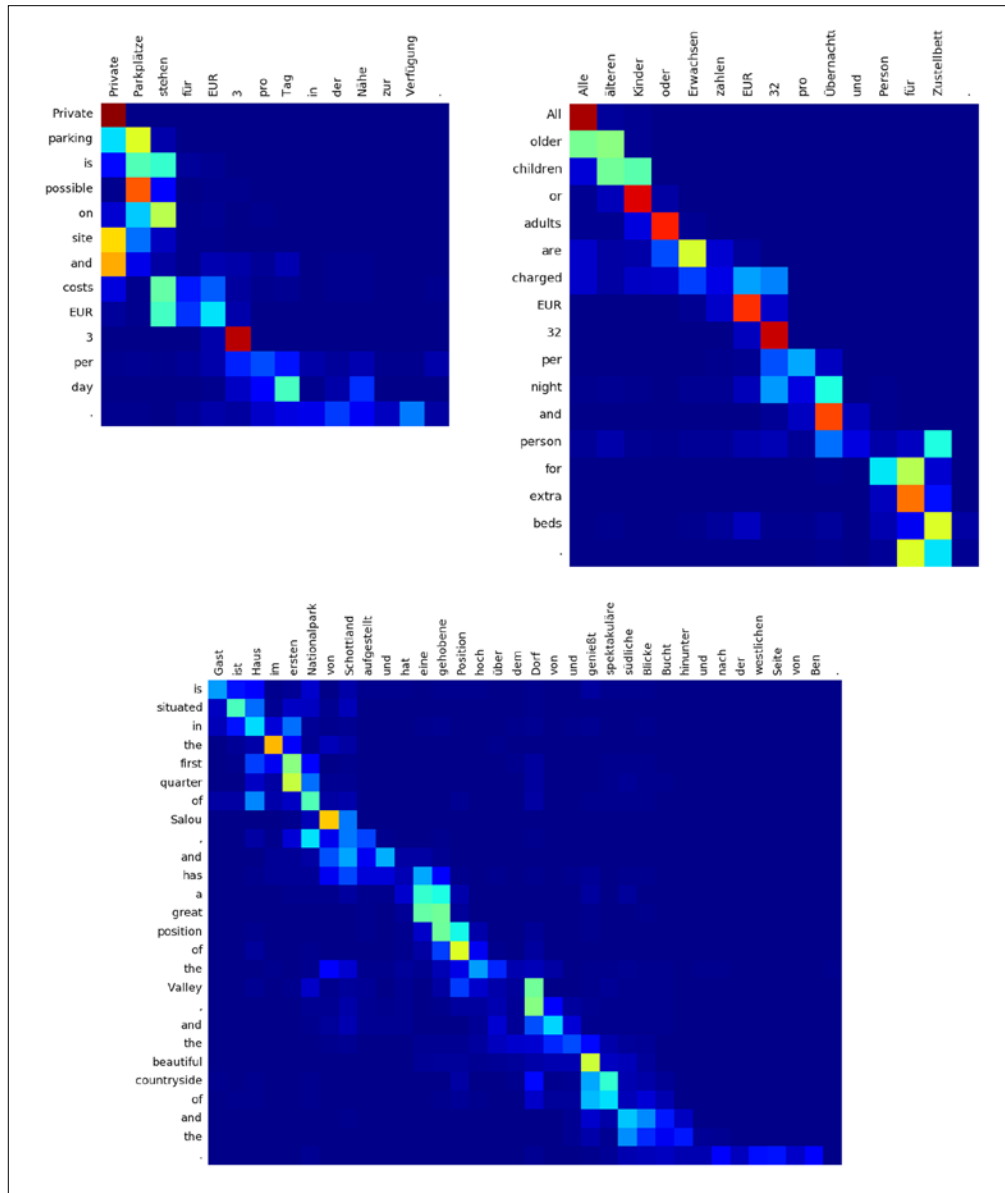 Private Parkplätze stehen für EUR 3 pro Tag in der Nähe zur Verfügung .
Private
parking
is
possible
on
site
and
costs
EUR
3
per
day
.
Alle älteren Kinder oder Erwachsen zahlen EUR 32 pro Übernachtu und Person für Zustellbett .
All
older
children
or
adults
are
charged
EUR
32
per
night
and
person
for
extra
beds
.
Gast ist Haus im ersten Nationalpark von Schottland aufgestellt und hat eine gehobene Position hoch über dem Dorf von und genießt spektakuläre südliche Blicke Bucht hinunter und nach der westlichen Seite von Ben .
is
situated
in
the
first
quarter
of
Salou
,
and
has
a
great
position
of
the
Valley
,
and
the
beautiful
countryside
of
and
the
.